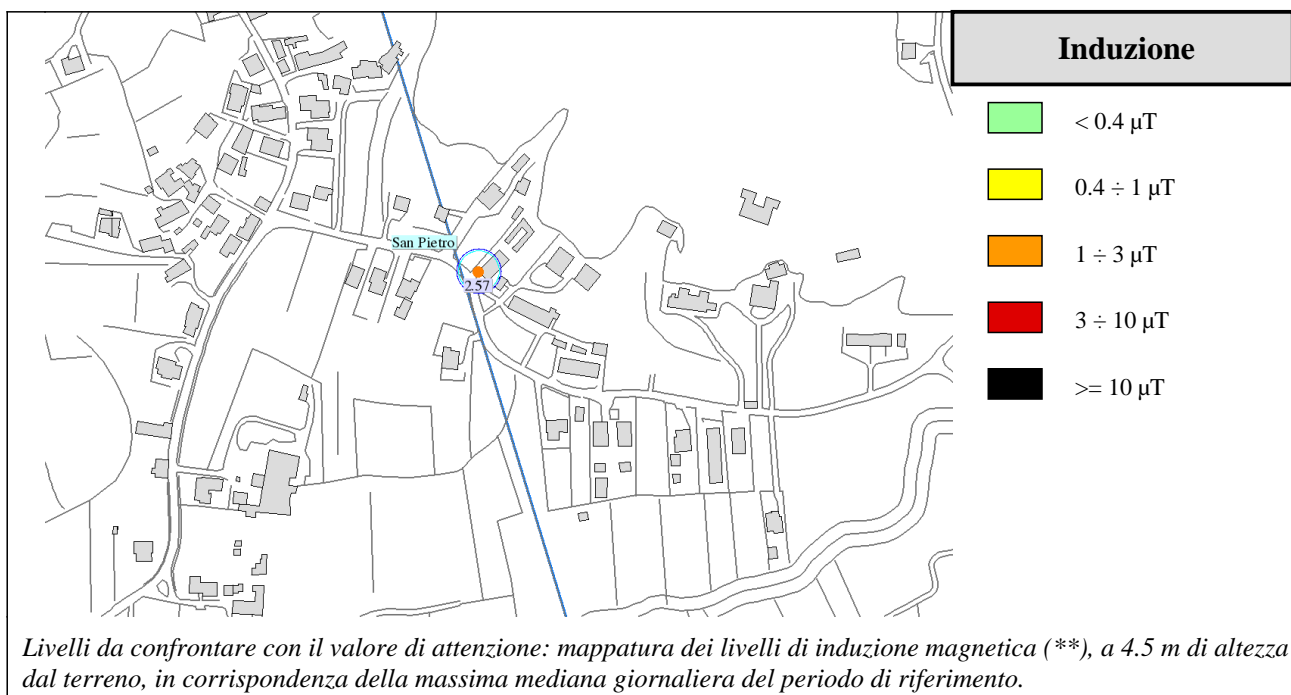 Induzione
< 0.4 µT
0.4 ÷ 1 µT
1 ÷ 3 µT
3 ÷ 10 µT
>= 10 µT
San Pietro
2.57
Livelli da confrontare con il valore di attenzione: mappatura dei livelli di induzione magnetica (**), a 4.5 m di altezza
dal terreno, in corrispondenza della massima mediana giornaliera del periodo di riferimento.